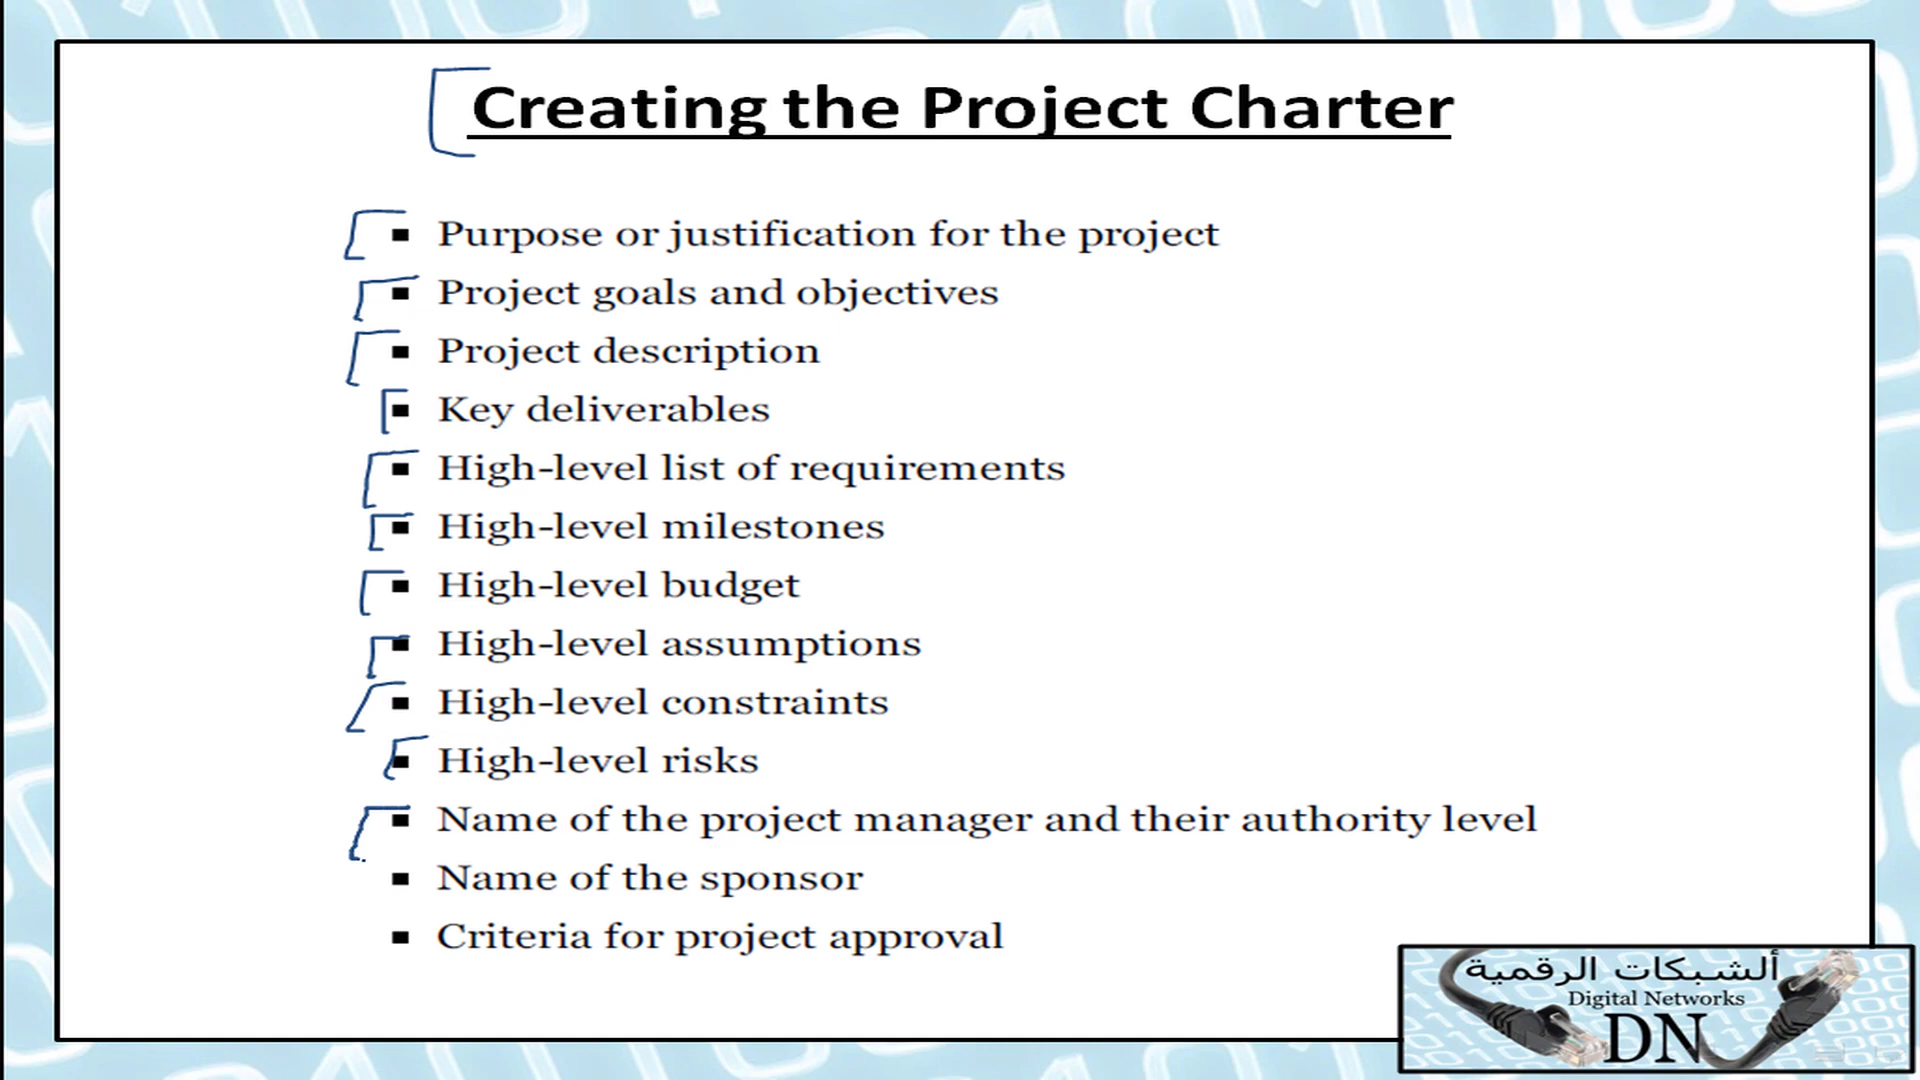 Creating the Project Charter
▪ Purpose or justification for the project
▪ Project goals and objectives
▪ Project description
▪ Key deliverables
▪ High-level list of requirements
▪ High-level milestones
▪ High-level budget
▪ High-level assumptions
▪ High-level constraints
▪ High-level risks
▪ Name of the project manager and their authority level
▪ Name of the sponsor
▪ Criteria for project approval
ألشبكات الرقمية
Digital Networks
DN